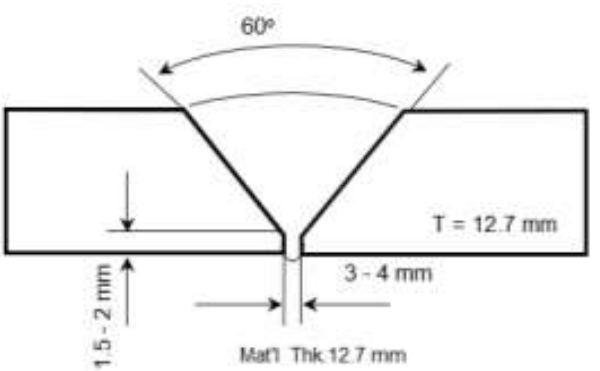 60º
T = 12.7 mm
3 - 4 mm
1.5 - 2 mm
Mat'l Thk 12.7 mm